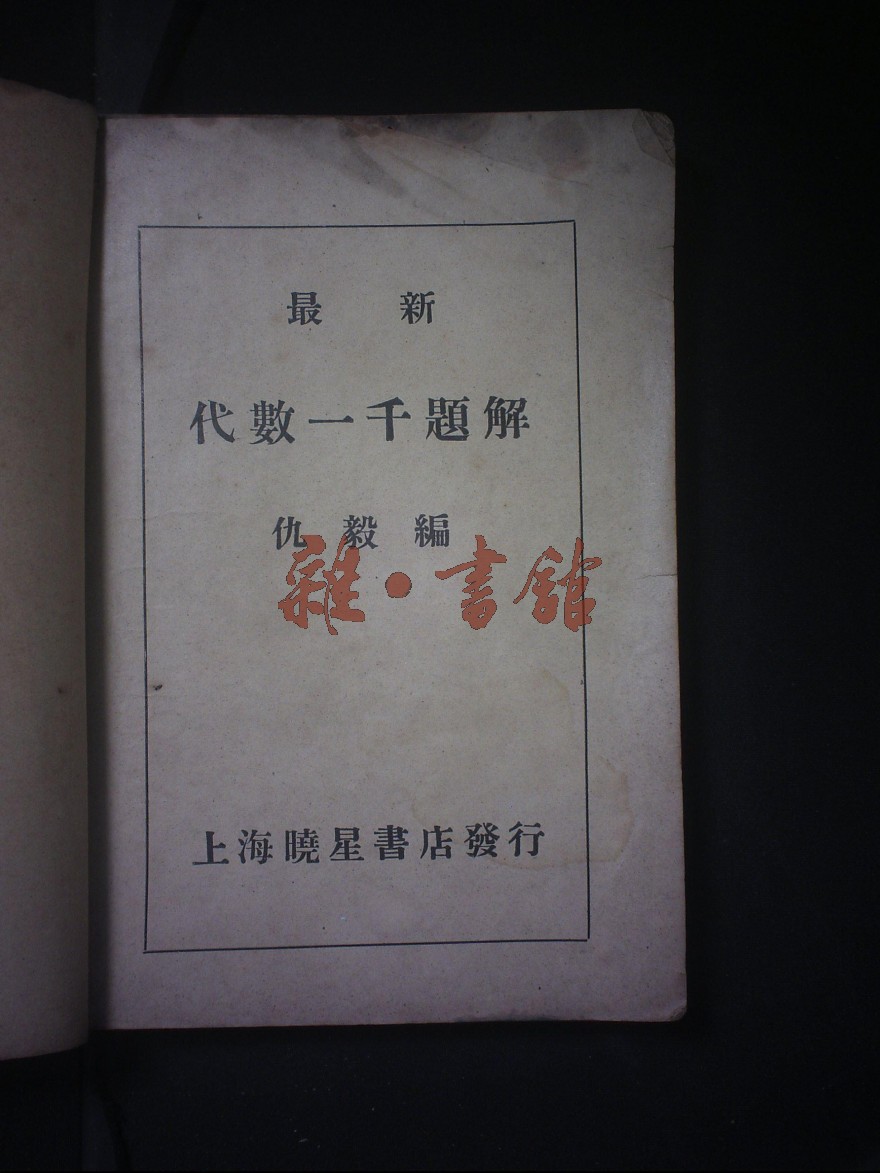 最新
代數一千題解
仇毅編
雜·書館
上海曉星書店發行